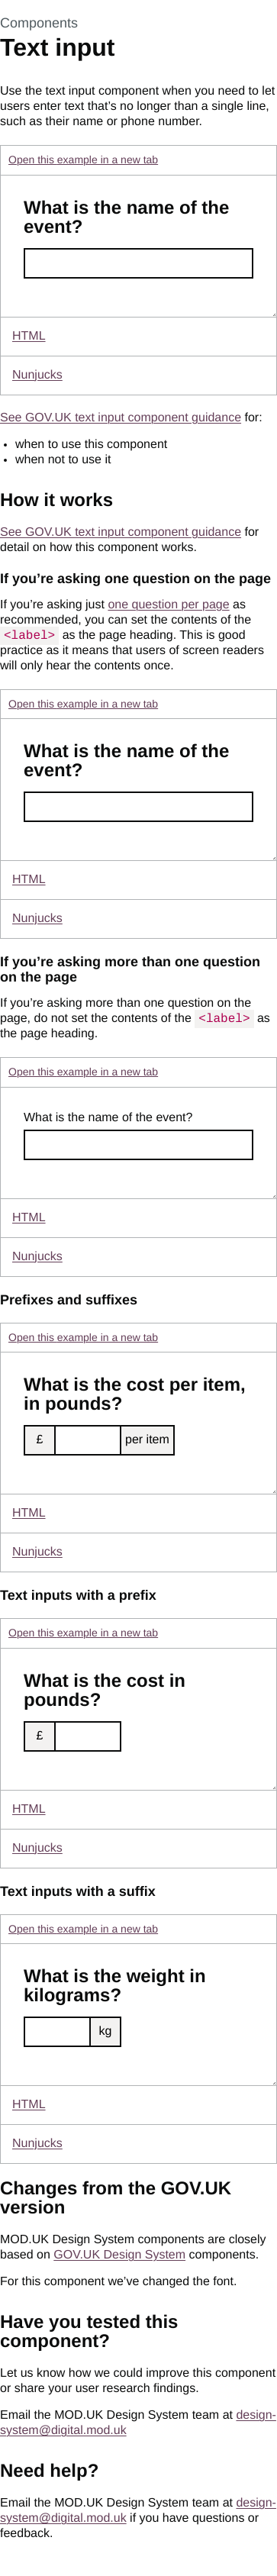 Components
Text input
Use the text input component when you need to let
users enter text that’s no longer than a single line,
such as their name or phone number.
Open this example in a new tab
What is the name of the
event?
HTML
Nunjucks
See GOV.UK text input component guidance for:
• when to use this component
• when not to use it
How it works
See GOV.UK text input component guidance for
detail on how this component works.
If you’re asking one question on the page
If you’re asking just one question per page as
recommended, you can set the contents of the
<label> as the page heading. This is good
practice as it means that users of screen readers
will only hear the contents once.
Open this example in a new tab
What is the name of the
event?
HTML
Nunjucks
If you’re asking more than one question
on the page
If you’re asking more than one question on the
page, do not set the contents of the <label> as
the page heading.
Open this example in a new tab
What is the name of the event?
HTML
Nunjucks
Prefixes and suffixes
Open this example in a new tab
What is the cost per item,
in pounds?
£ per item
HTML
Nunjucks
Text inputs with a prefix
Open this example in a new tab
What is the cost in
pounds?
£
HTML
Nunjucks
Text inputs with a suffix
Open this example in a new tab
What is the weight in
kilograms?
kg
HTML
Nunjucks
Changes from the GOV.UK
version
MOD.UK Design System components are closely
based on GOV.UK Design System components.
For this component we’ve changed the font.
Have you tested this
component?
Let us know how we could improve this component
or share your user research findings.
Email the MOD.UK Design System team at design-
system@digital.mod.uk
Need help?
Email the MOD.UK Design System team at design-
system@digital.mod.uk if you have questions or
feedback.